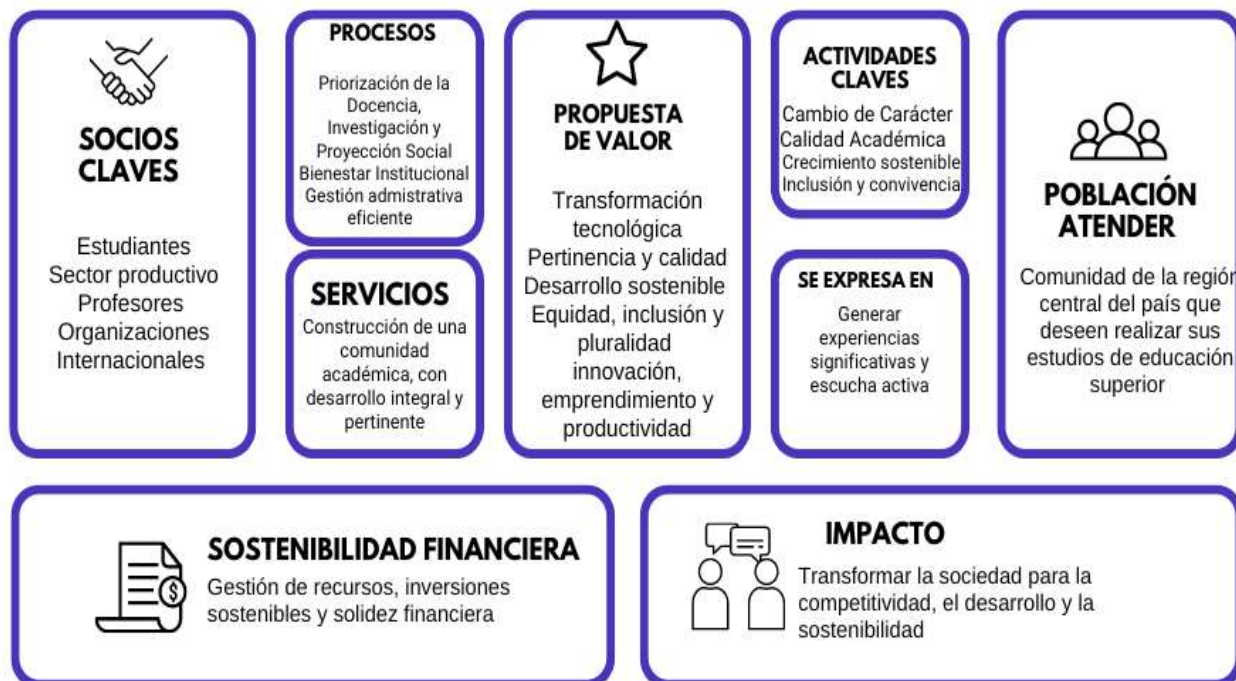 SOCIOS
CLAVES
Estudiantes
Sector productivo
Profesores
Organizaciones
Internacionales
PROCESOS
Priorización de la
Docencia,
Investigación y
Proyección Social
Bienestar Institucional
Gestión admistrativa
eficiente
SERVICIOS
Construcción de una
comunidad
académica, con
desarrollo integral y
pertinente
PROPUESTA
DE VALOR
Transformación
tecnológica
Pertinencia y calidad
Desarrollo sostenible
Equidad, inclusión y
pluralidad
innovación,
emprendimiento y
productividad
ACTIVIDADES
CLAVES
Cambio de Carácter
Calidad Académica
Crecimiento sostenible
Inclusión y convivencia
SE EXPRESA EN
Generar
experiencias
significativas y
escucha activa
POBLACIÓN
ATENDER
Comunidad de la región
central del país que
deseen realizar sus
estudios de educación
superior
SOSTENIBILIDAD FINANCIERA
Gestión de recursos, inversiones
sostenibles y solidez financiera
$
IMPACTO
Transformar la sociedad para la
competitividad, el desarrollo y la
sostenibilidad